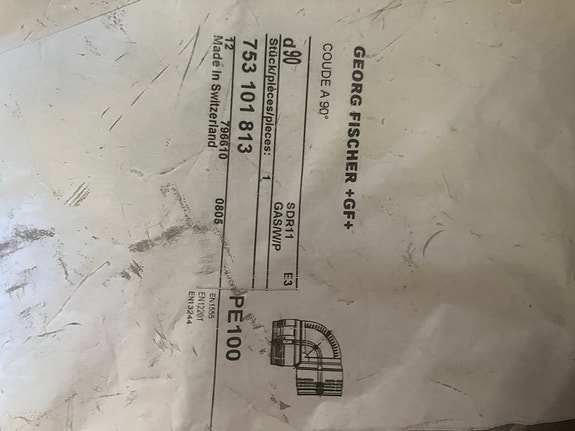 GEORG FISCHER +GF+
COUDE A 90°
d90 SDR11 E3
GAS/W/P
Stück/pièces/pieces: 1
753 101 813 PE100
12 796610 0805 EN1555
Made in Switzerland EN12201
EN13244